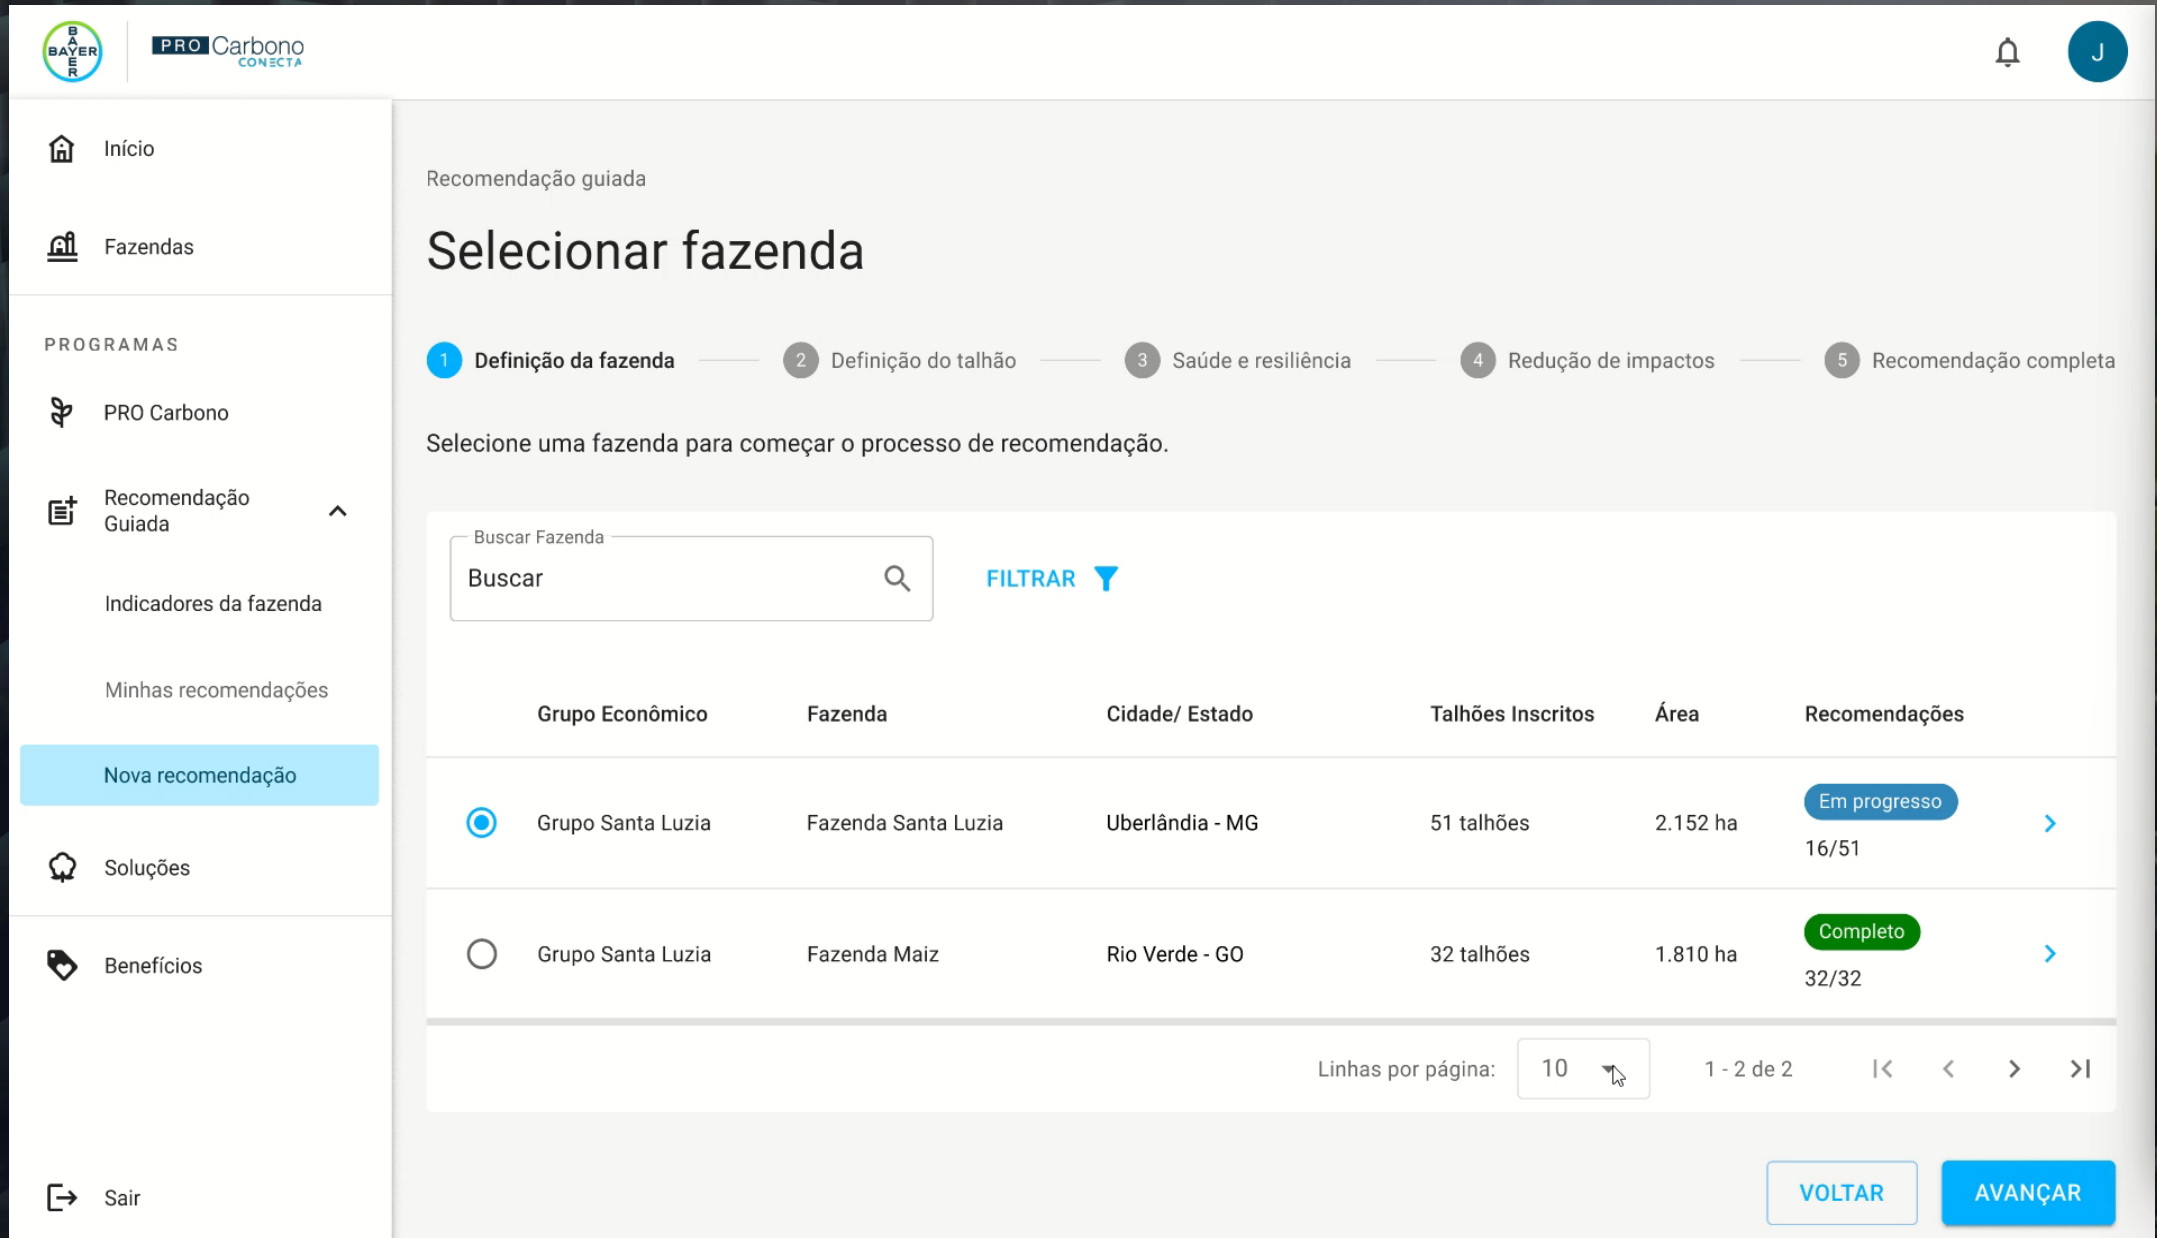 BAYER
BAYER
PRO Carbono
CONECTA
J
Início
Fazendas
PROGRAMAS
PRO Carbono
Recomendação
Guiada
Indicadores da fazenda
Minhas recomendações
Nova recomendação
Soluções
Benefícios
Sair
Recomendação guiada
Selecionar fazenda
1 Definição da fazenda 2 Definição do talhão 3 Saúde e resiliência 4 Redução de impactos 5 Recomendação completa
Selecione uma fazenda para começar o processo de recomendação.
Buscar Fazenda
Buscar FILTRAR
Grupo Econômico Fazenda Cidade/ Estado Talhões Inscritos Área Recomendações
Grupo Santa Luzia Fazenda Santa Luzia Uberlândia - MG 51 talhões 2.152 ha Em progresso
16/51
Grupo Santa Luzia Fazenda Maiz Rio Verde - GO 32 talhões 1.810 ha Completo
32/32
Linhas por página: 10 1 - 2 de 2
VOLTAR AVANÇAR